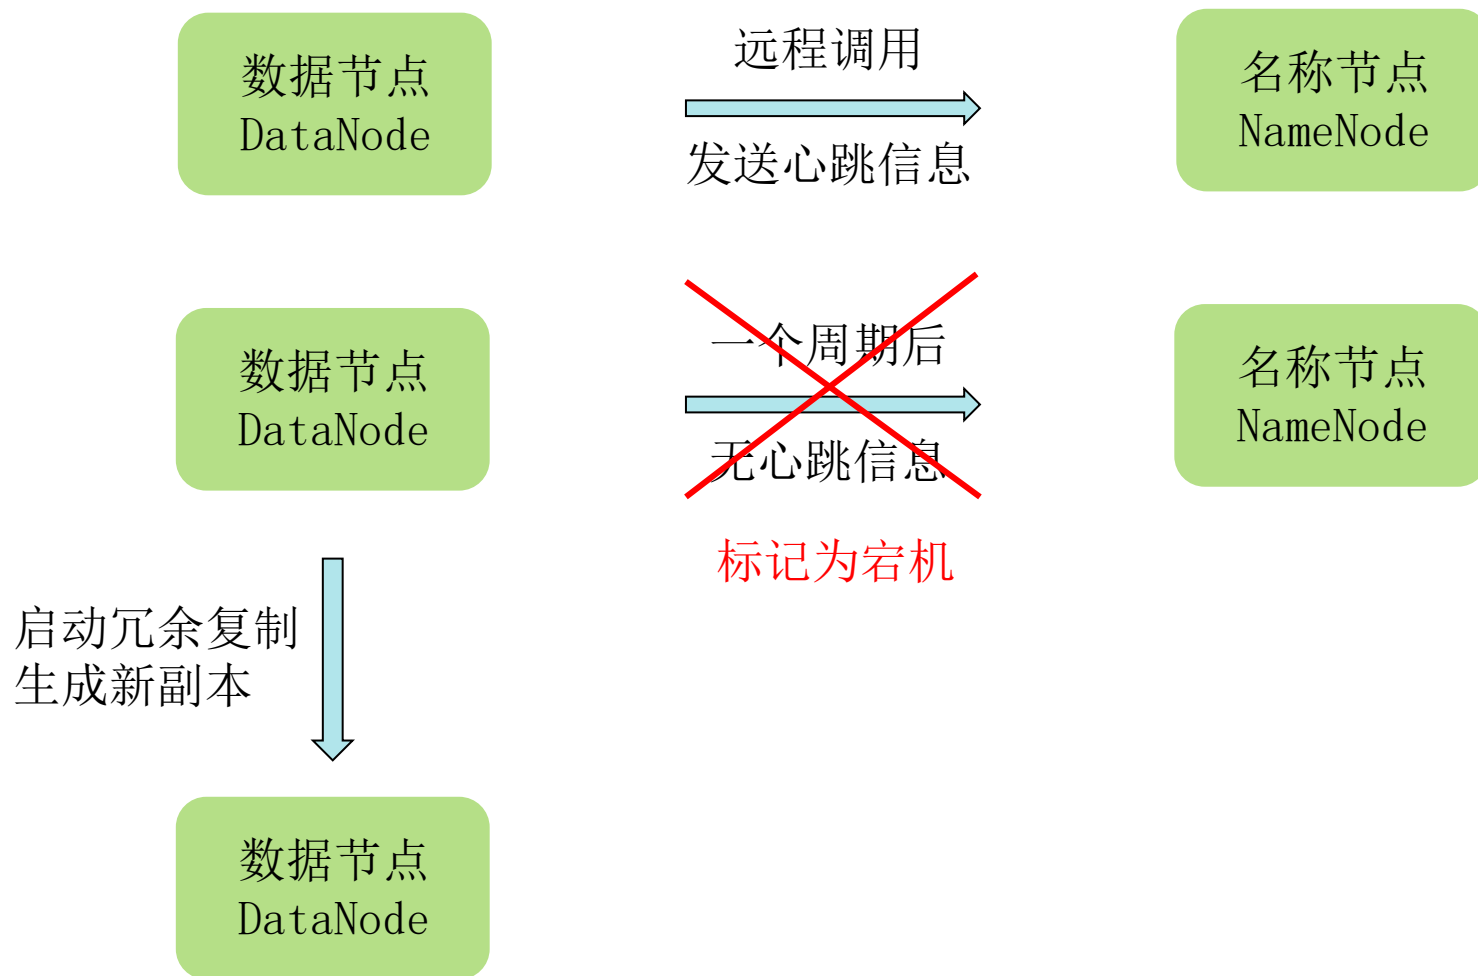 数据节点
DataNode
远程调用
发送心跳信息
名称节点
NameNode
数据节点
DataNode
一个周期后
无心跳信息
标记为宕机
名称节点
NameNode
启动冗余复制
生成新副本
数据节点
DataNode